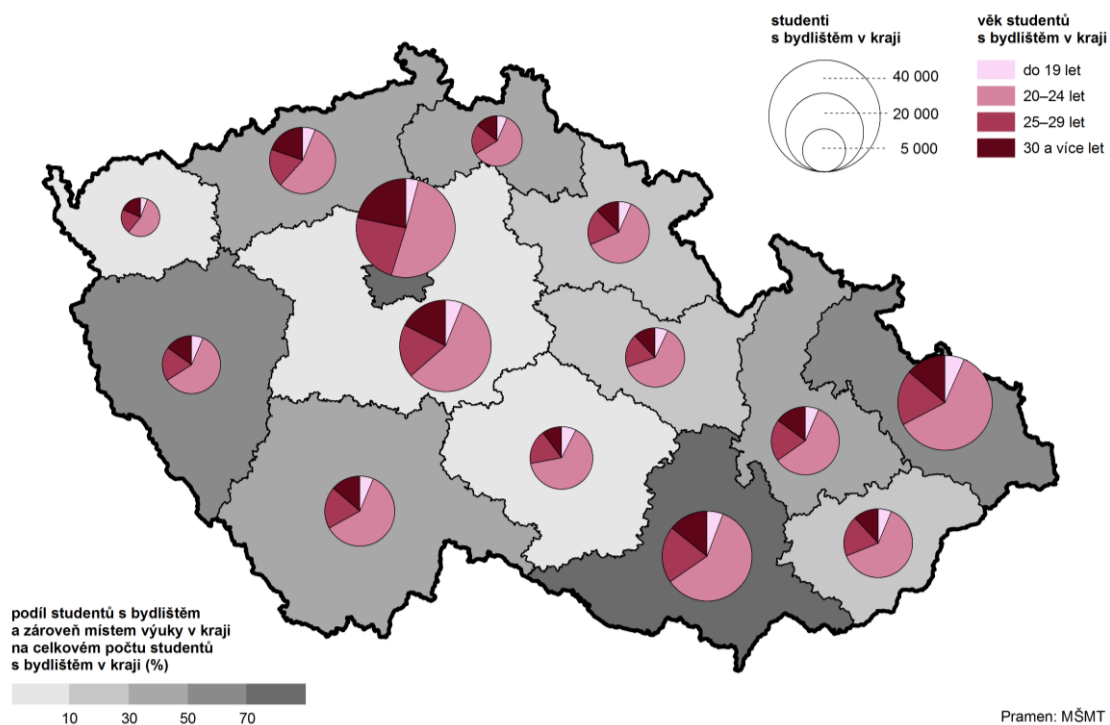 studenti
s bydlištěm v kraji
40 000
20 000
5 000
věk studentů
s bydlištěm v kraji
do 19 let
20–24 let
25–29 let
30 a více let
podíl studentů s bydlištěm
a zároveň místem výuky v kraji
na celkovém počtu studentů
s bydlištěm v kraji (%)
10 30 50 70
Pramen: MŠMT